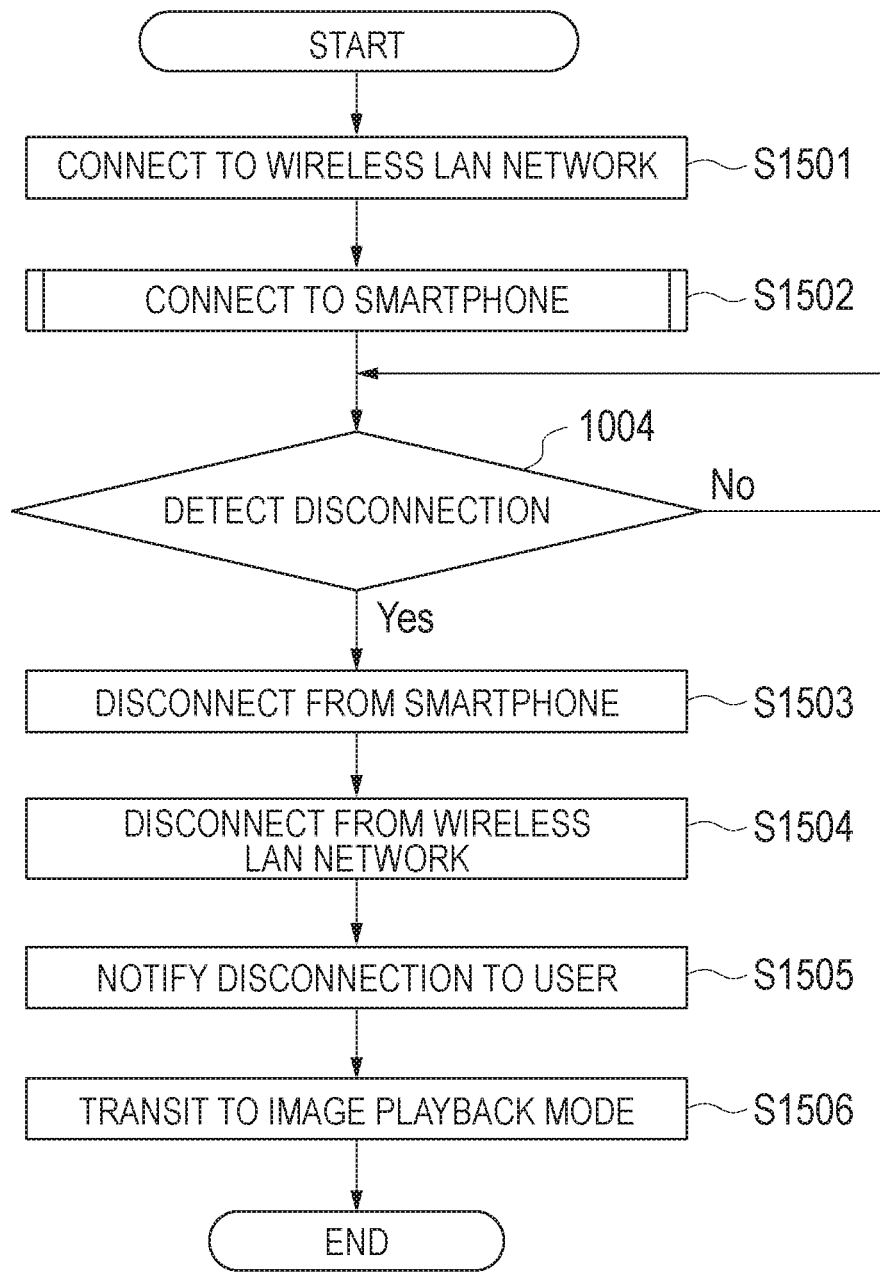 START
CONNECT TO WIRELESS LAN NETWORK
S1501
CONNECT TO SMARTPHONE
S1502
1004
DETECT DISCONNECTION
No
Yes
DISCONNECT FROM SMARTPHONE
S1503
DISCONNECT FROM WIRELESS
LAN NETWORK
S1504
NOTIFY DISCONNECTION TO USER
S1505
TRANSIT TO IMAGE PLAYBACK MODE
S1506
END